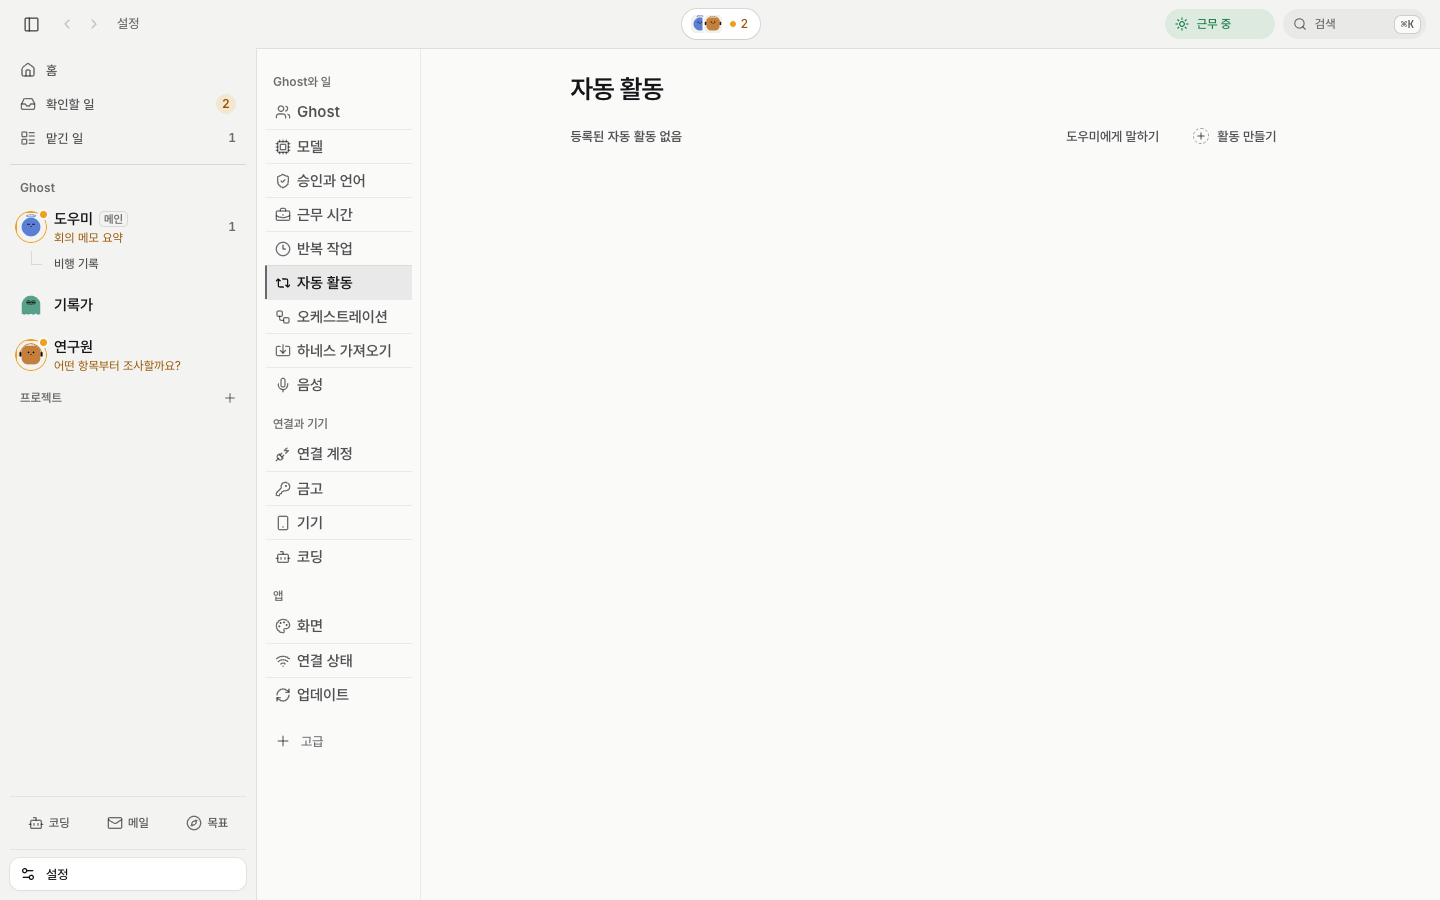 설정
2
근무 중
검색
⌘K
홈
확인할 일
2
맡긴 일
1
Ghost
도우미
메인
회의 메모 요약
1
비행 기록
기록가
연구원
어떤 항목부터 조사할까요?
프로젝트
코딩
메일
목표
설정
Ghost와 일
Ghost
모델
승인과 언어
근무 시간
반복 작업
자동 활동
오케스트레이션
하네스 가져오기
음성
연결과 기기
연결 계정
금고
기기
코딩
앱
화면
연결 상태
업데이트
고급
자동 활동
등록된 자동 활동 없음
도우미에게 말하기
활동 만들기